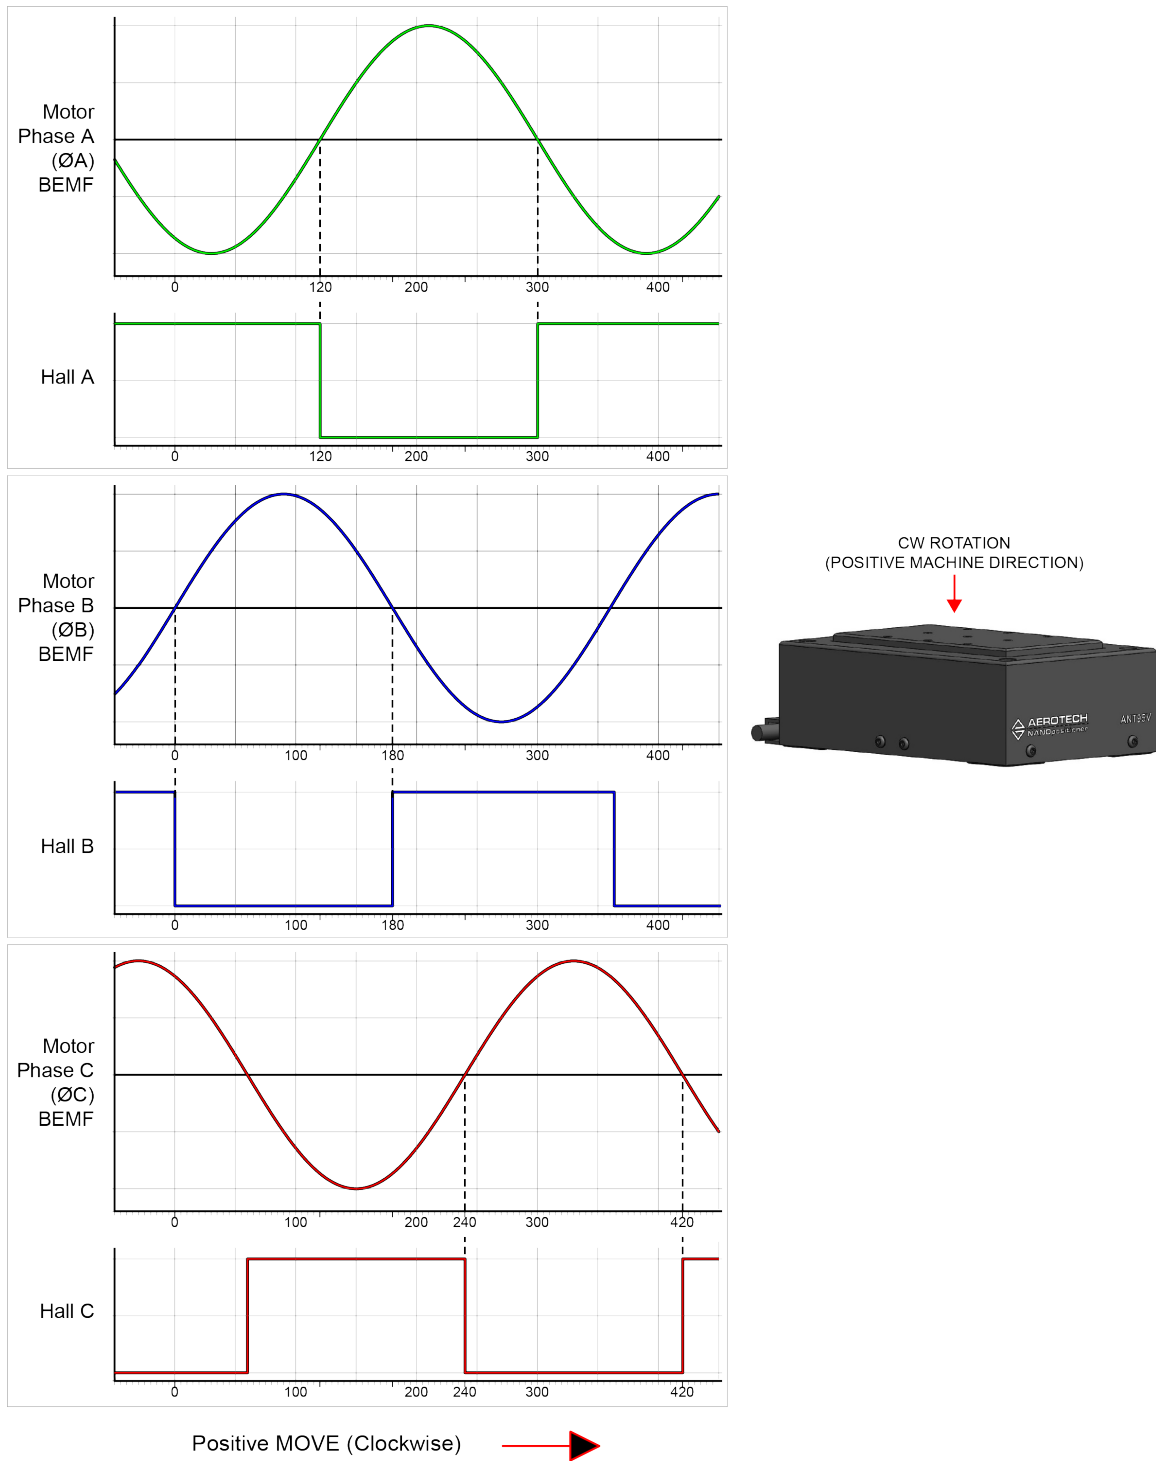 Motor
Phase A
(ØA)
BEMF
0 120 200 300 400
Hall A
0 120 200 300 400
Motor
Phase B
(ØB)
BEMF
0 100 180 300 400
Hall B
0 100 180 300 400
Motor
Phase C
(ØC)
BEMF
0 100 200 240 300 420
Hall C
0 100 200 240 300 420
Positive MOVE (Clockwise)
CW ROTATION
(POSITIVE MACHINE DIRECTION)
AEROTECH
ANT95V